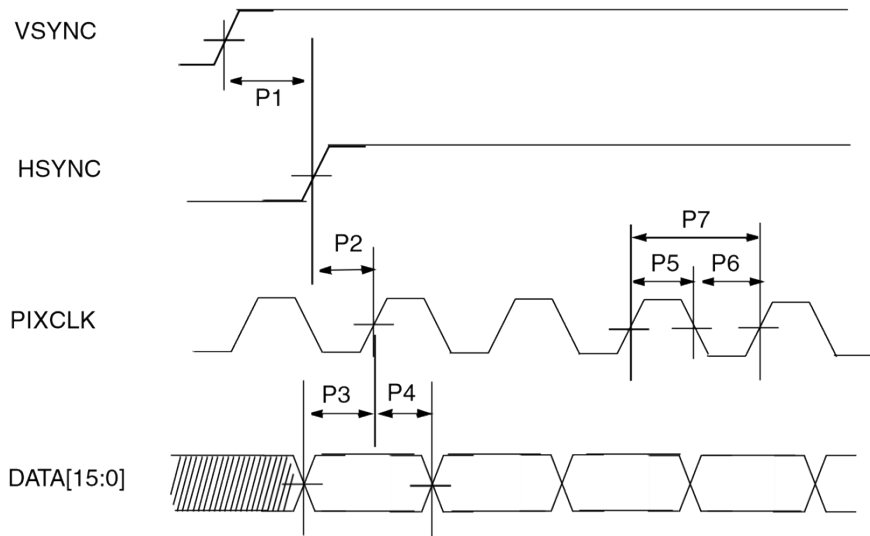 VSYNC
P1
HSYNC
P2
P7
P5 P6
PIXCLK
P3 P4
DATA[15:0]